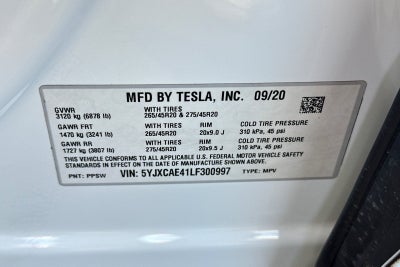 MFD BY TESLA, INC. 09/20
GVWR
3120 kg (6878 lb)
WITH TIRES
265/45R20 & 275/45R20
GAWR FRT
1470 kg (3241 lb)
WITH TIRES
265/45R20
RIM
20x9.0 J
COLD TIRE PRESSURE
310 kPa, 45 psi
GAWR RR
1727 kg (3807 lb)
WITH TIRES
275/45R20
RIM
20x9.5 J
COLD TIRE PRESSURE
310 kPa, 45 psi
THIS VEHICLE CONFORMS TO ALL APPLICABLE U.S. FEDERAL MOTOR VEHICLE SAFETY
STANDARDS IN EFFECT ON THE DATE OF MANUFACTURE SHOWN ABOVE.
PNT: PPSW VIN: 5YJXCAE41LF300997 TYPE: MPV